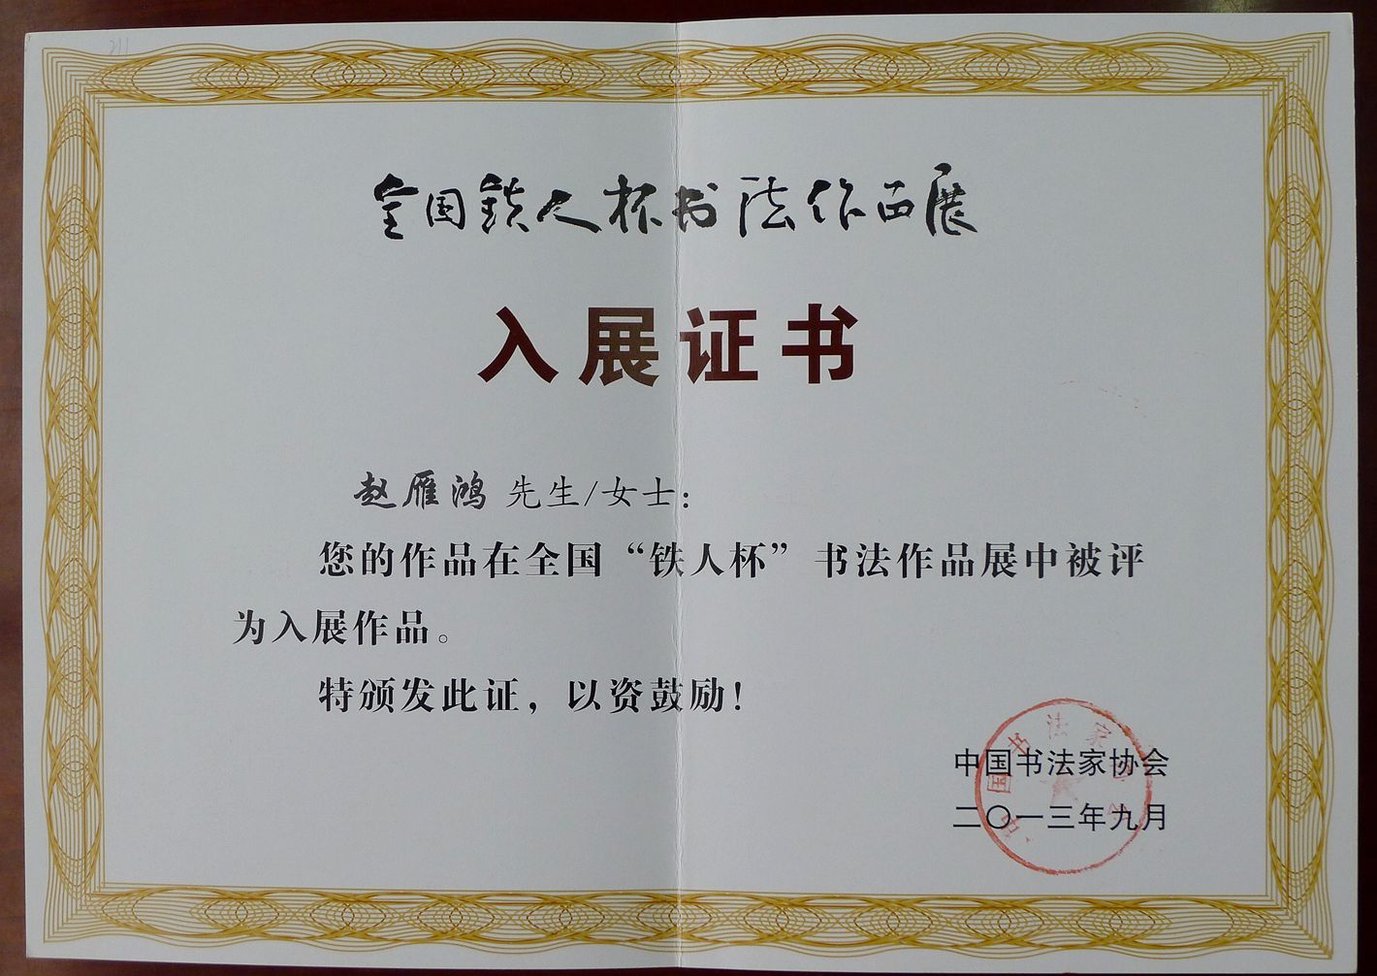 全国铁人杯书法作品展
入展证书
赵雁鸿 先生/女士:
您的作品在全国“铁人杯”书法作品展中被评
为入展作品。
特颁发此证，以资鼓励!
中国书法家协会
二〇一三年九月